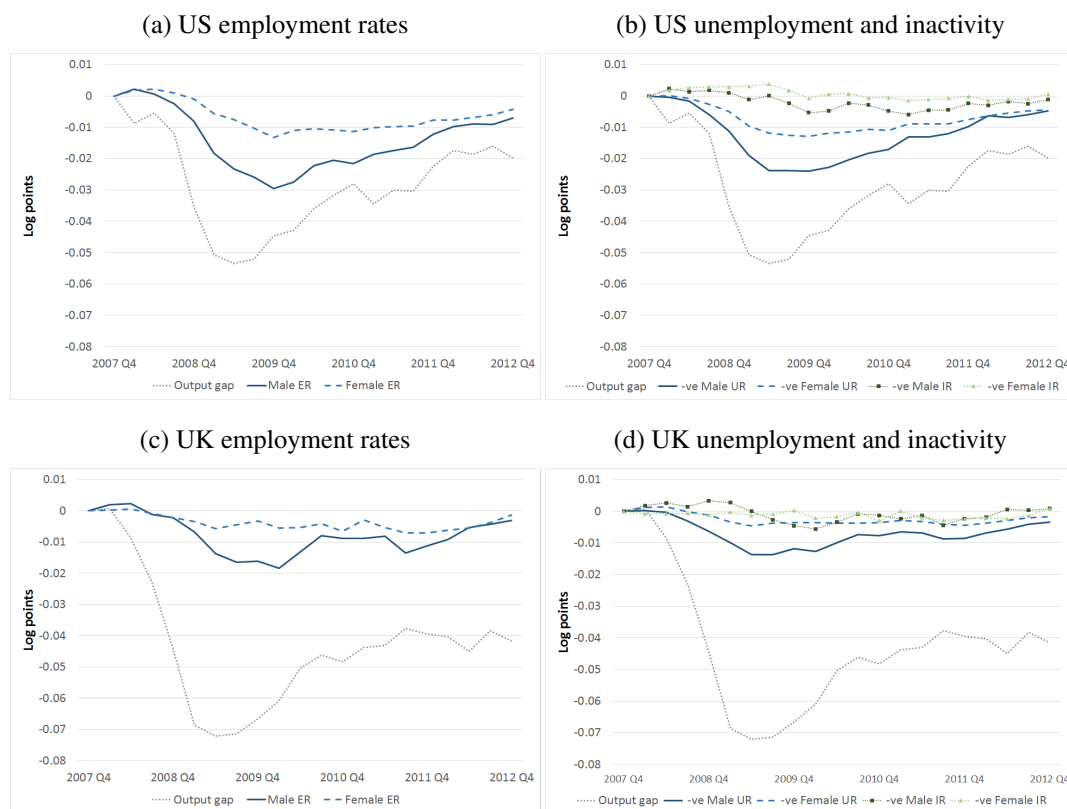 (a) US employment rates
0.01
0
-0.01
-0.02
-0.03
-0.04
-0.05
-0.06
-0.07
-0.08
Log points
2007 Q4 2008 Q4 2009 Q4 2010 Q4 2011 Q4 2012 Q4
Output gap Male ER Female ER
(b) US unemployment and inactivity
0.01
0
-0.01
-0.02
-0.03
-0.04
-0.05
-0.06
-0.07
-0.08
Log points
2007 Q4 2008 Q4 2009 Q4 2010 Q4 2011 Q4 2012 Q4
Output gap -ve Male UR -ve Female UR -ve Male IR -ve Female IR
(c) UK employment rates
0.01
0
-0.01
-0.02
-0.03
-0.04
-0.05
-0.06
-0.07
-0.08
Log points
2007 Q4 2008 Q4 2009 Q4 2010 Q4 2011 Q4 2012 Q4
Output gap Male ER Female ER
(d) UK unemployment and inactivity
0.01
0
-0.01
-0.02
-0.03
-0.04
-0.05
-0.06
-0.07
-0.08
Log points
2007 Q4 2008 Q4 2009 Q4 2010 Q4 2011 Q4 2012 Q4
Output gap -ve Male UR -ve Female UR -ve Male IR -ve Female IR